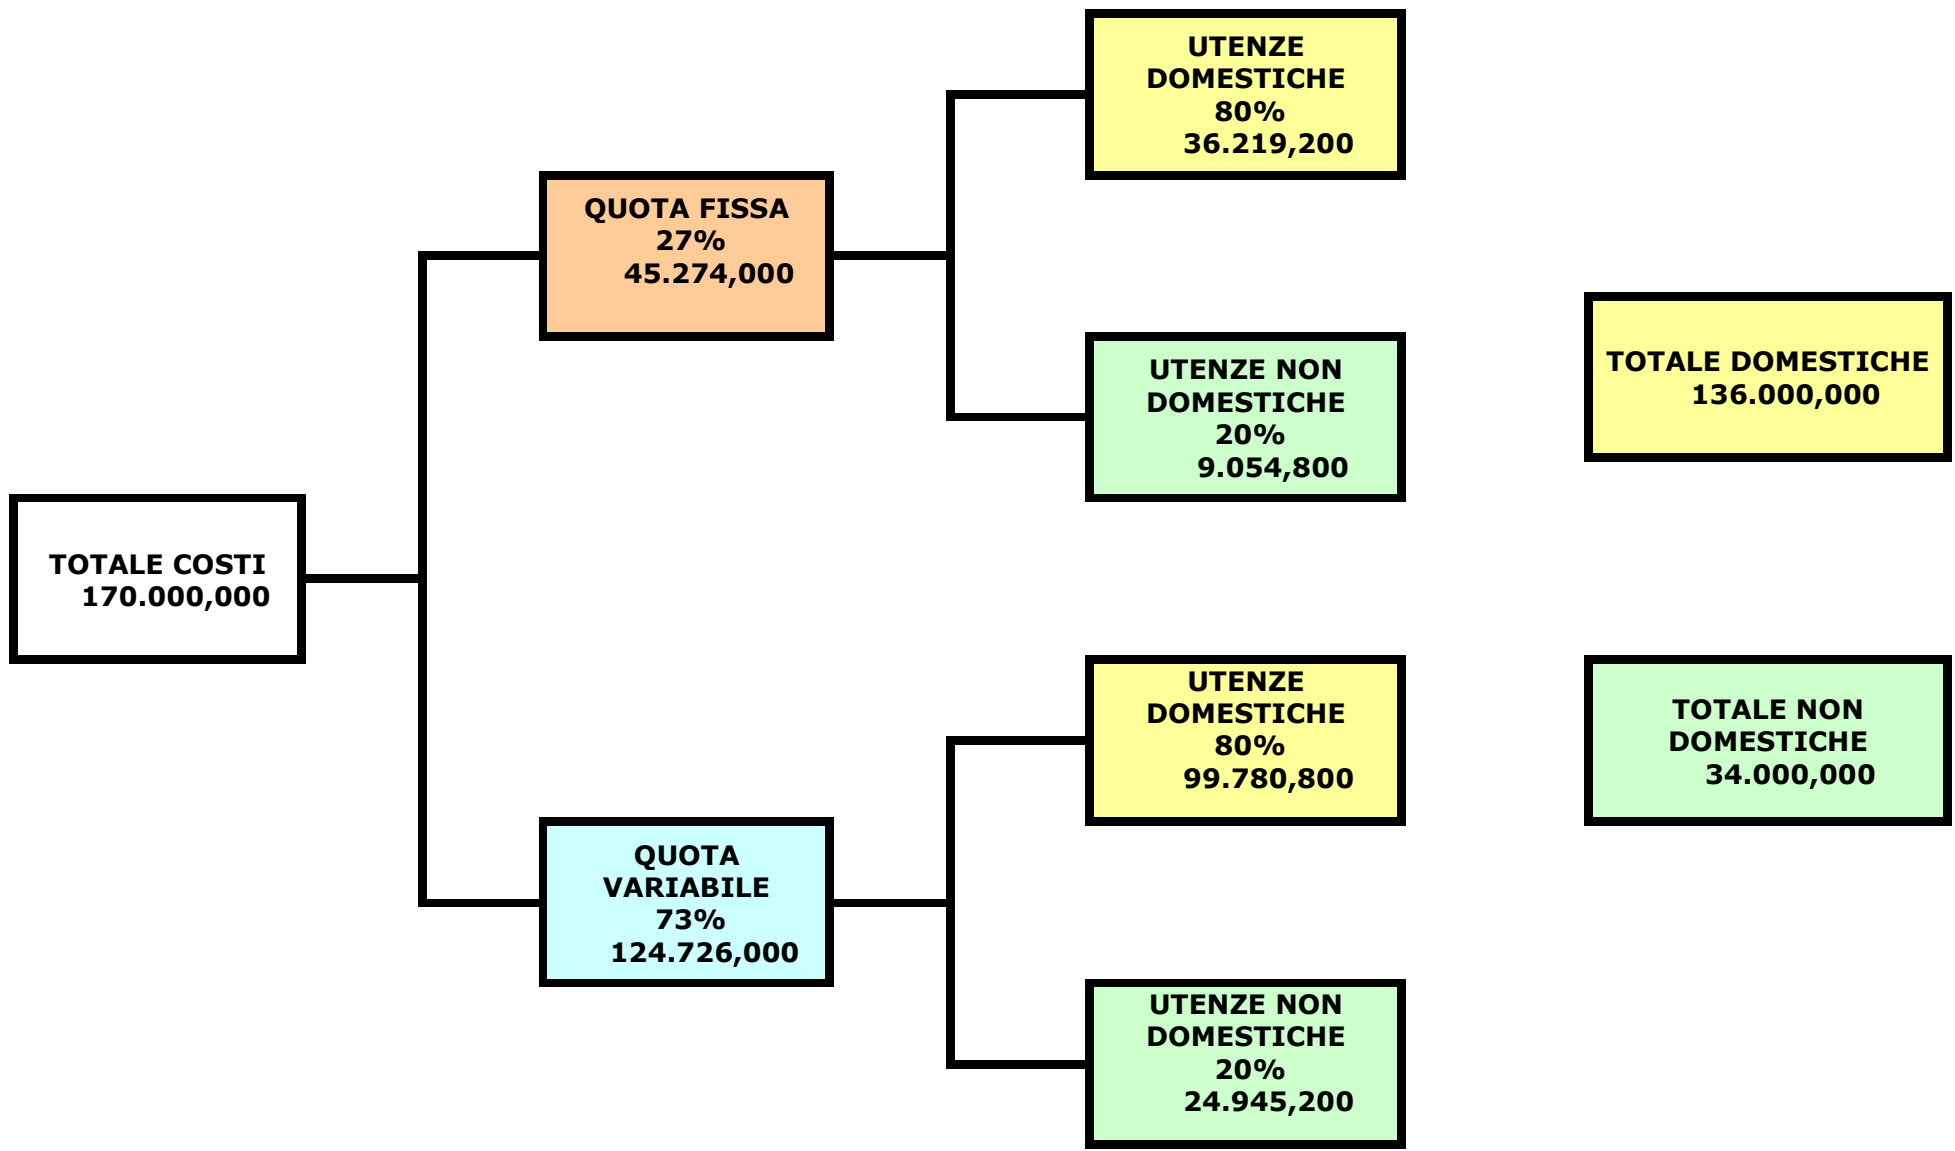 TOTALE COSTI
170.000,000
QUOTA FISSA
27%
45.274,000
QUOTA
VARIABILE
73%
124.726,000
UTENZE
DOMESTICHE
80%
36.219,200
UTENZE NON
DOMESTICHE
20%
9.054,800
UTENZE
DOMESTICHE
80%
99.780,800
UTENZE NON
DOMESTICHE
20%
24.945,200
TOTALE DOMESTICHE
136.000,000
TOTALE NON
DOMESTICHE
34.000,000